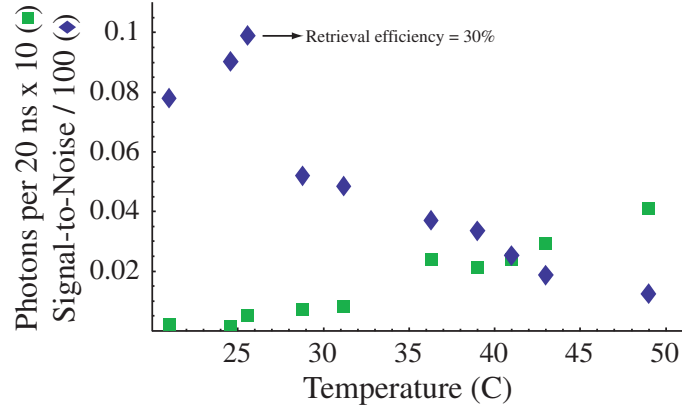 Photons per 20 ns x 10 (■)
Signal-to-Noise / 100 (◆)
0.1
0.08
0.06
0.04
0.02
Retrieval efficiency = 30%
25 30 35 40 45 50
Temperature (C)